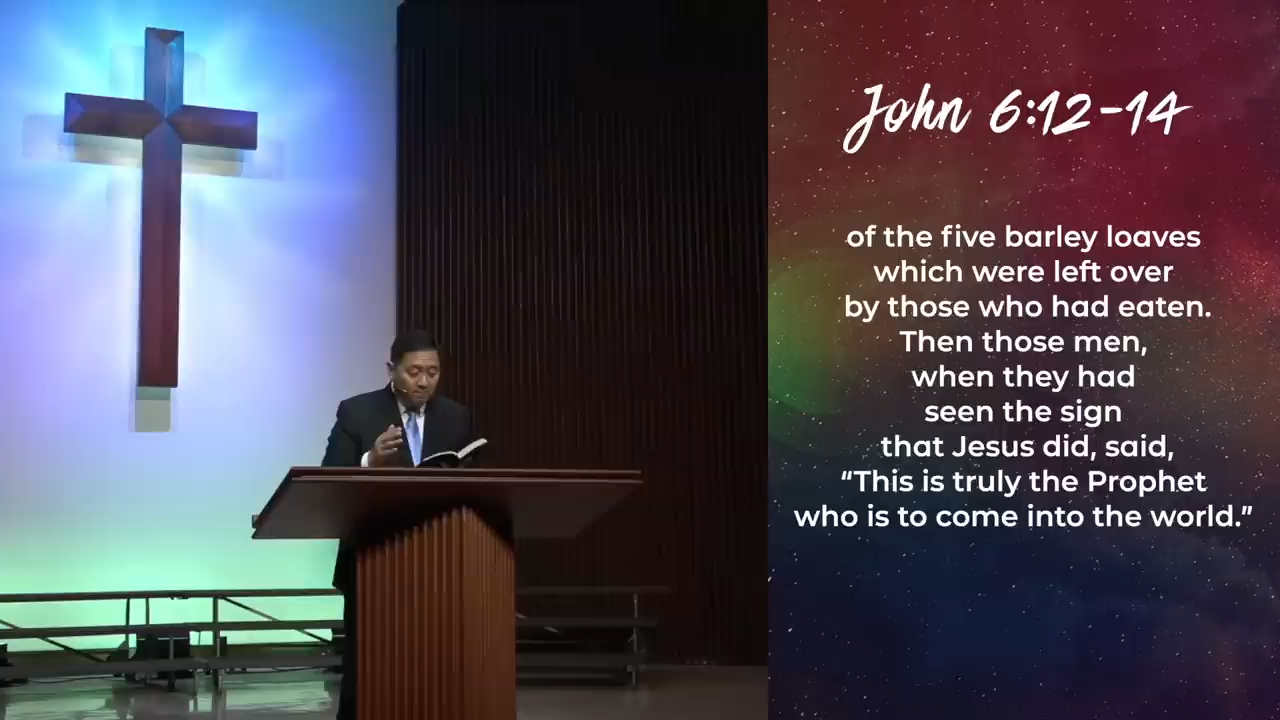 John 6:12-14
of the five barley loaves
which were left over
by those who had eaten.
Then those men,
when they had
seen the sign
that Jesus did, said,
“This is truly the Prophet
who is to come into the world.”